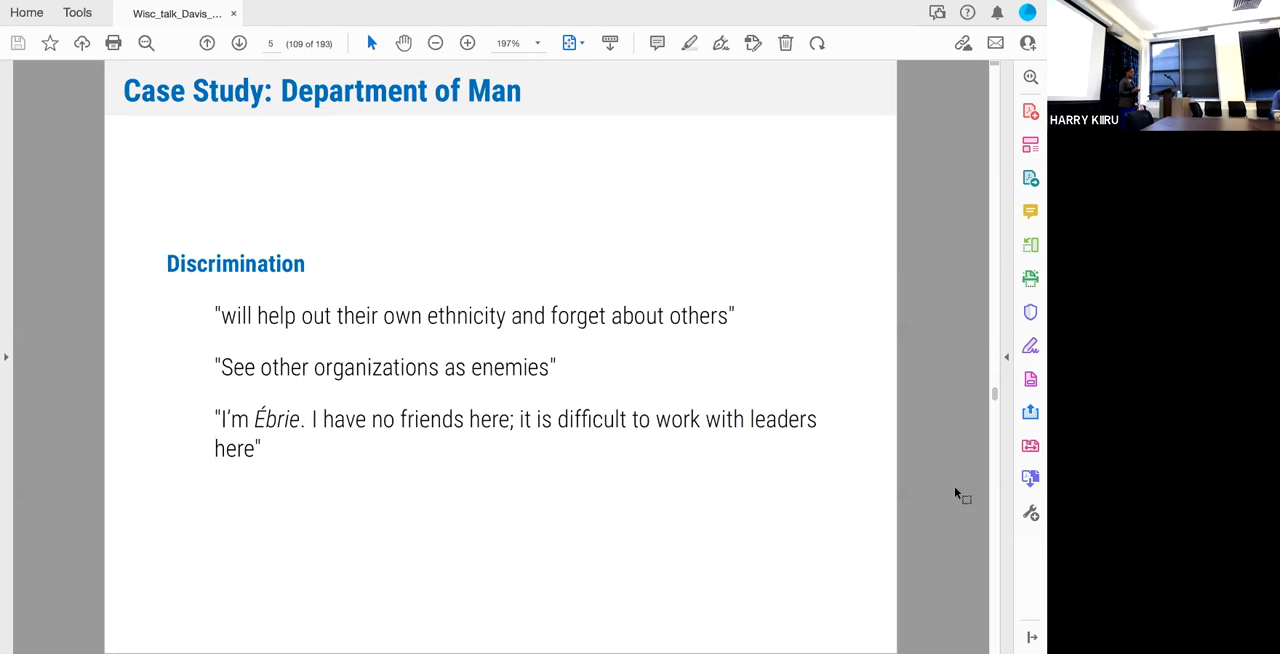 Home
Tools
Wisc_talk_Davis_...
×
5
(109 of 193)
197%
Case Study: Department of Man
HARRY KIIRU
Discrimination
"will help out their own ethnicity and forget about others"
"See other organizations as enemies"
"I'm Ébrie. I have no friends here; it is difficult to work with leaders
here"